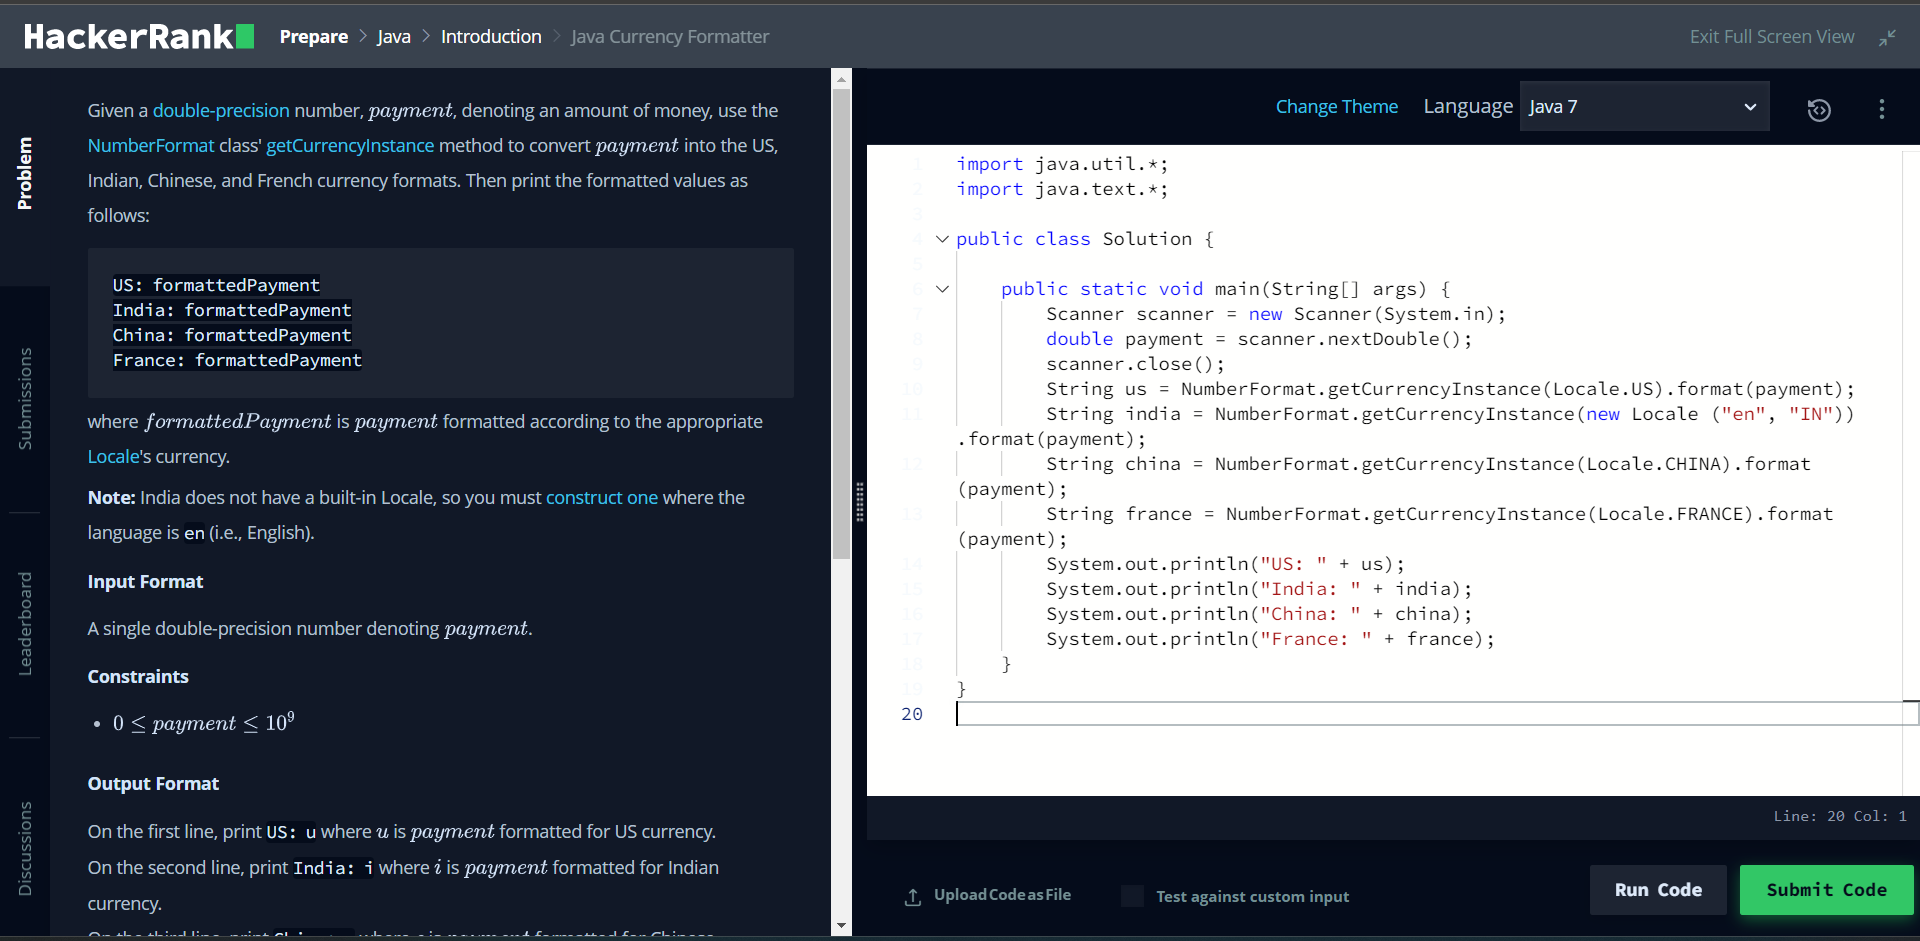 HackerRank
Prepare > Java > Introduction > Java Currency Formatter
Exit Full Screen View
Problem
Submissions
Leaderboard
Discussions
Given a double-precision number, payment, denoting an amount of money, use the
NumberFormat class' getCurrencyInstance method to convert payment into the US,
Indian, Chinese, and French currency formats. Then print the formatted values as
follows:
US: formattedPayment
India: formattedPayment
China: formattedPayment
France: formattedPayment
where formattedPayment is payment formatted according to the appropriate
Locale's currency.
Note: India does not have a built-in Locale, so you must construct one where the
language is en (i.e., English).
Input Format
A single double-precision number denoting payment.
Constraints
• 0 ≤ payment ≤ 10⁹
Output Format
On the first line, print US: u where u is payment formatted for US currency.
On the second line, print India: i where i is payment formatted for Indian
currency.
Change Theme Language Java 7
1 import java.util.*;
2 import java.text.*;
3
4 public class Solution {
5
6 public static void main(String[] args) {
7 Scanner scanner = new Scanner(System.in);
8 double payment = scanner.nextDouble();
9 scanner.close();
10 String us = NumberFormat.getCurrencyInstance(Locale.US).format(payment);
11 String india = NumberFormat.getCurrencyInstance(new Locale ("en", "IN"))
.format(payment);
12 String china = NumberFormat.getCurrencyInstance(Locale.CHINA).format
(payment);
13 String france = NumberFormat.getCurrencyInstance(Locale.FRANCE).format
(payment);
14 System.out.println("US: " + us);
15 System.out.println("India: " + india);
16 System.out.println("China: " + china);
17 System.out.println("France: " + france);
18 }
19 }
20
Line: 20 Col: 1
Upload Code as File
Test against custom input
Run Code
Submit Code